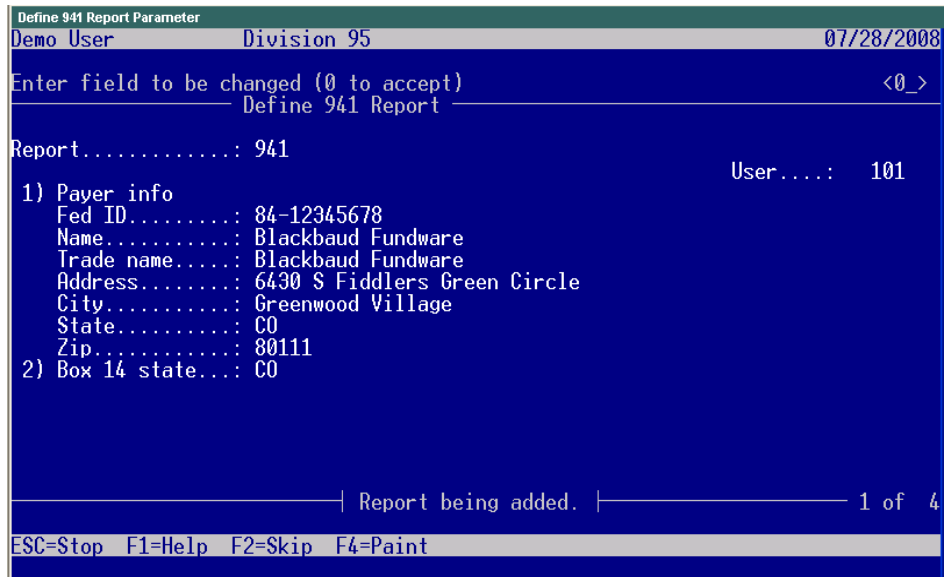 Define 941 Report Parameter
Demo User Division 95 07/28/2008
Enter field to be changed (0 to accept) <0_>
Define 941 Report
Report.............: 941
User....: 101
1) Payer info
Fed ID.........: 84-12345678
Name...........: Blackbaud Fundware
Trade name.....: Blackbaud Fundware
Address........: 6430 S Fiddlers Green Circle
City...........: Greenwood Village
State..........: CO
Zip............: 80111
2) Box 14 state...: CO
Report being added. 1 of 4
ESC=Stop F1=Help F2=Skip F4=Paint